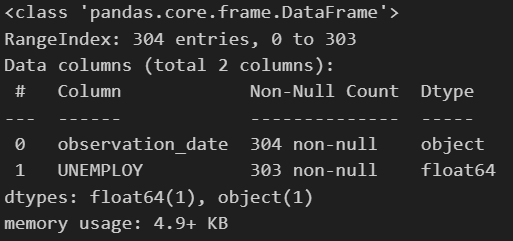 <class 'pandas.core.frame.DataFrame'>
RangeIndex: 304 entries, 0 to 303
Data columns (total 2 columns):
 #   Column            Non-Null Count  Dtype
---  ------            --------------  -----
 0   observation_date  304 non-null    object
 1   UNEMPLOY          303 non-null    float64
dtypes: float64(1), object(1)
memory usage: 4.9+ KB